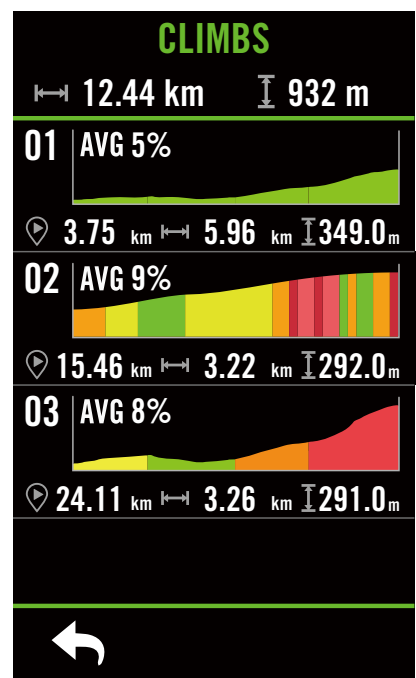 CLIMBS
12.44 km 932 m
01 AVG 5%
3.75 km 5.96 km 349.0m
02 AVG 9%
15.46 km 3.22 km 292.0m
03 AVG 8%
24.11 km 3.26 km 291.0m